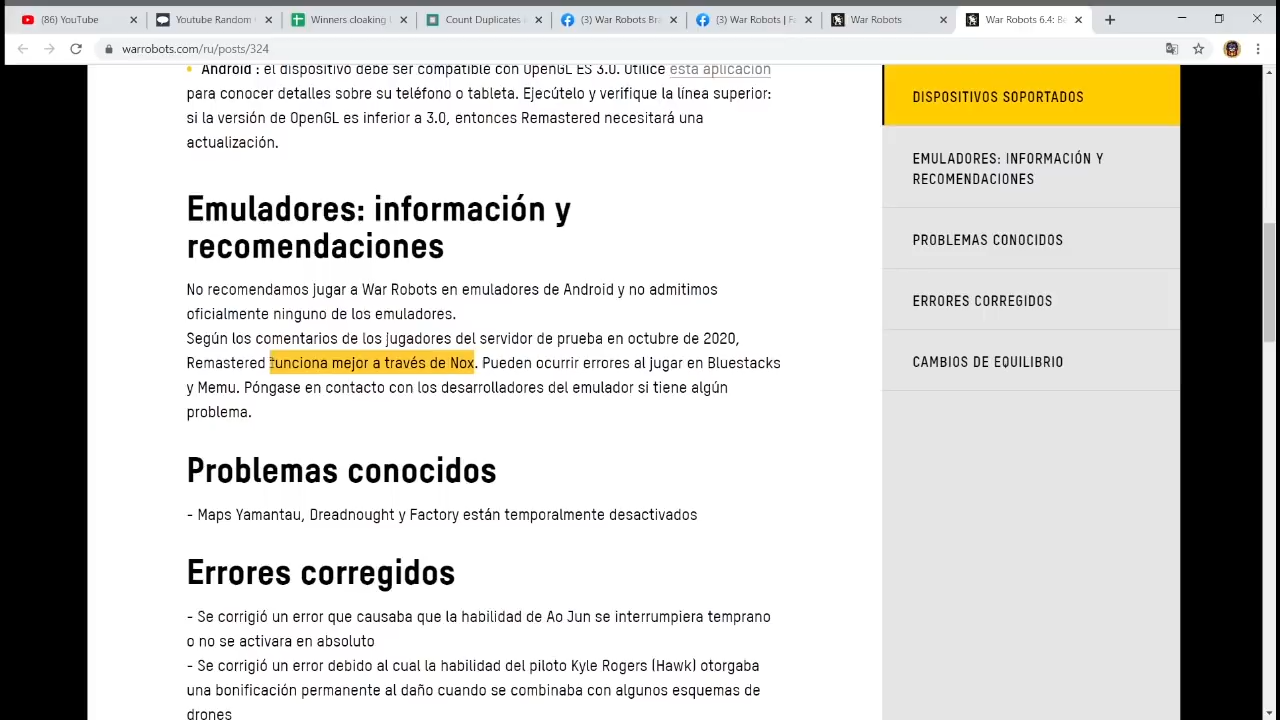 (86) YouTube
Youtube Random
Winners cloaking
Count Duplicates
(3) War Robots Bra
(3) War Robots | Fa
War Robots
War Robots 6.4: Be
warrobots.com/ru/posts/324
Android : el dispositivo debe ser compatible con OpenGL ES 3.0. Utilice esta aplicación
para conocer detalles sobre su teléfono o tableta. Ejecútelo y verifique la línea superior:
si la versión de OpenGL es inferior a 3.0, entonces Remastered necesitará una
actualización.
Emuladores: información y
recomendaciones
No recomendamos jugar a War Robots en emuladores de Android y no admitimos
oficialmente ninguno de los emuladores.
Según los comentarios de los jugadores del servidor de prueba en octubre de 2020,
Remastered funciona mejor a través de Nox. Pueden ocurrir errores al jugar en Bluestacks
y Memu. Póngase en contacto con los desarrolladores del emulador si tiene algún
problema.
Problemas conocidos
- Maps Yamantau, Dreadnought y Factory están temporalmente desactivados
Errores corregidos
- Se corrigió un error que causaba que la habilidad de Ao Jun se interrumpiera temprano
o no se activara en absoluto
- Se corrigió un error debido al cual la habilidad del piloto Kyle Rogers (Hawk) otorgaba
una bonificación permanente al daño cuando se combinaba con algunos esquemas de
drones
DISPOSITIVOS SOPORTADOS
EMULADORES: INFORMACIÓN Y
RECOMENDACIONES
PROBLEMAS CONOCIDOS
ERRORES CORREGIDOS
CAMBIOS DE EQUILIBRIO